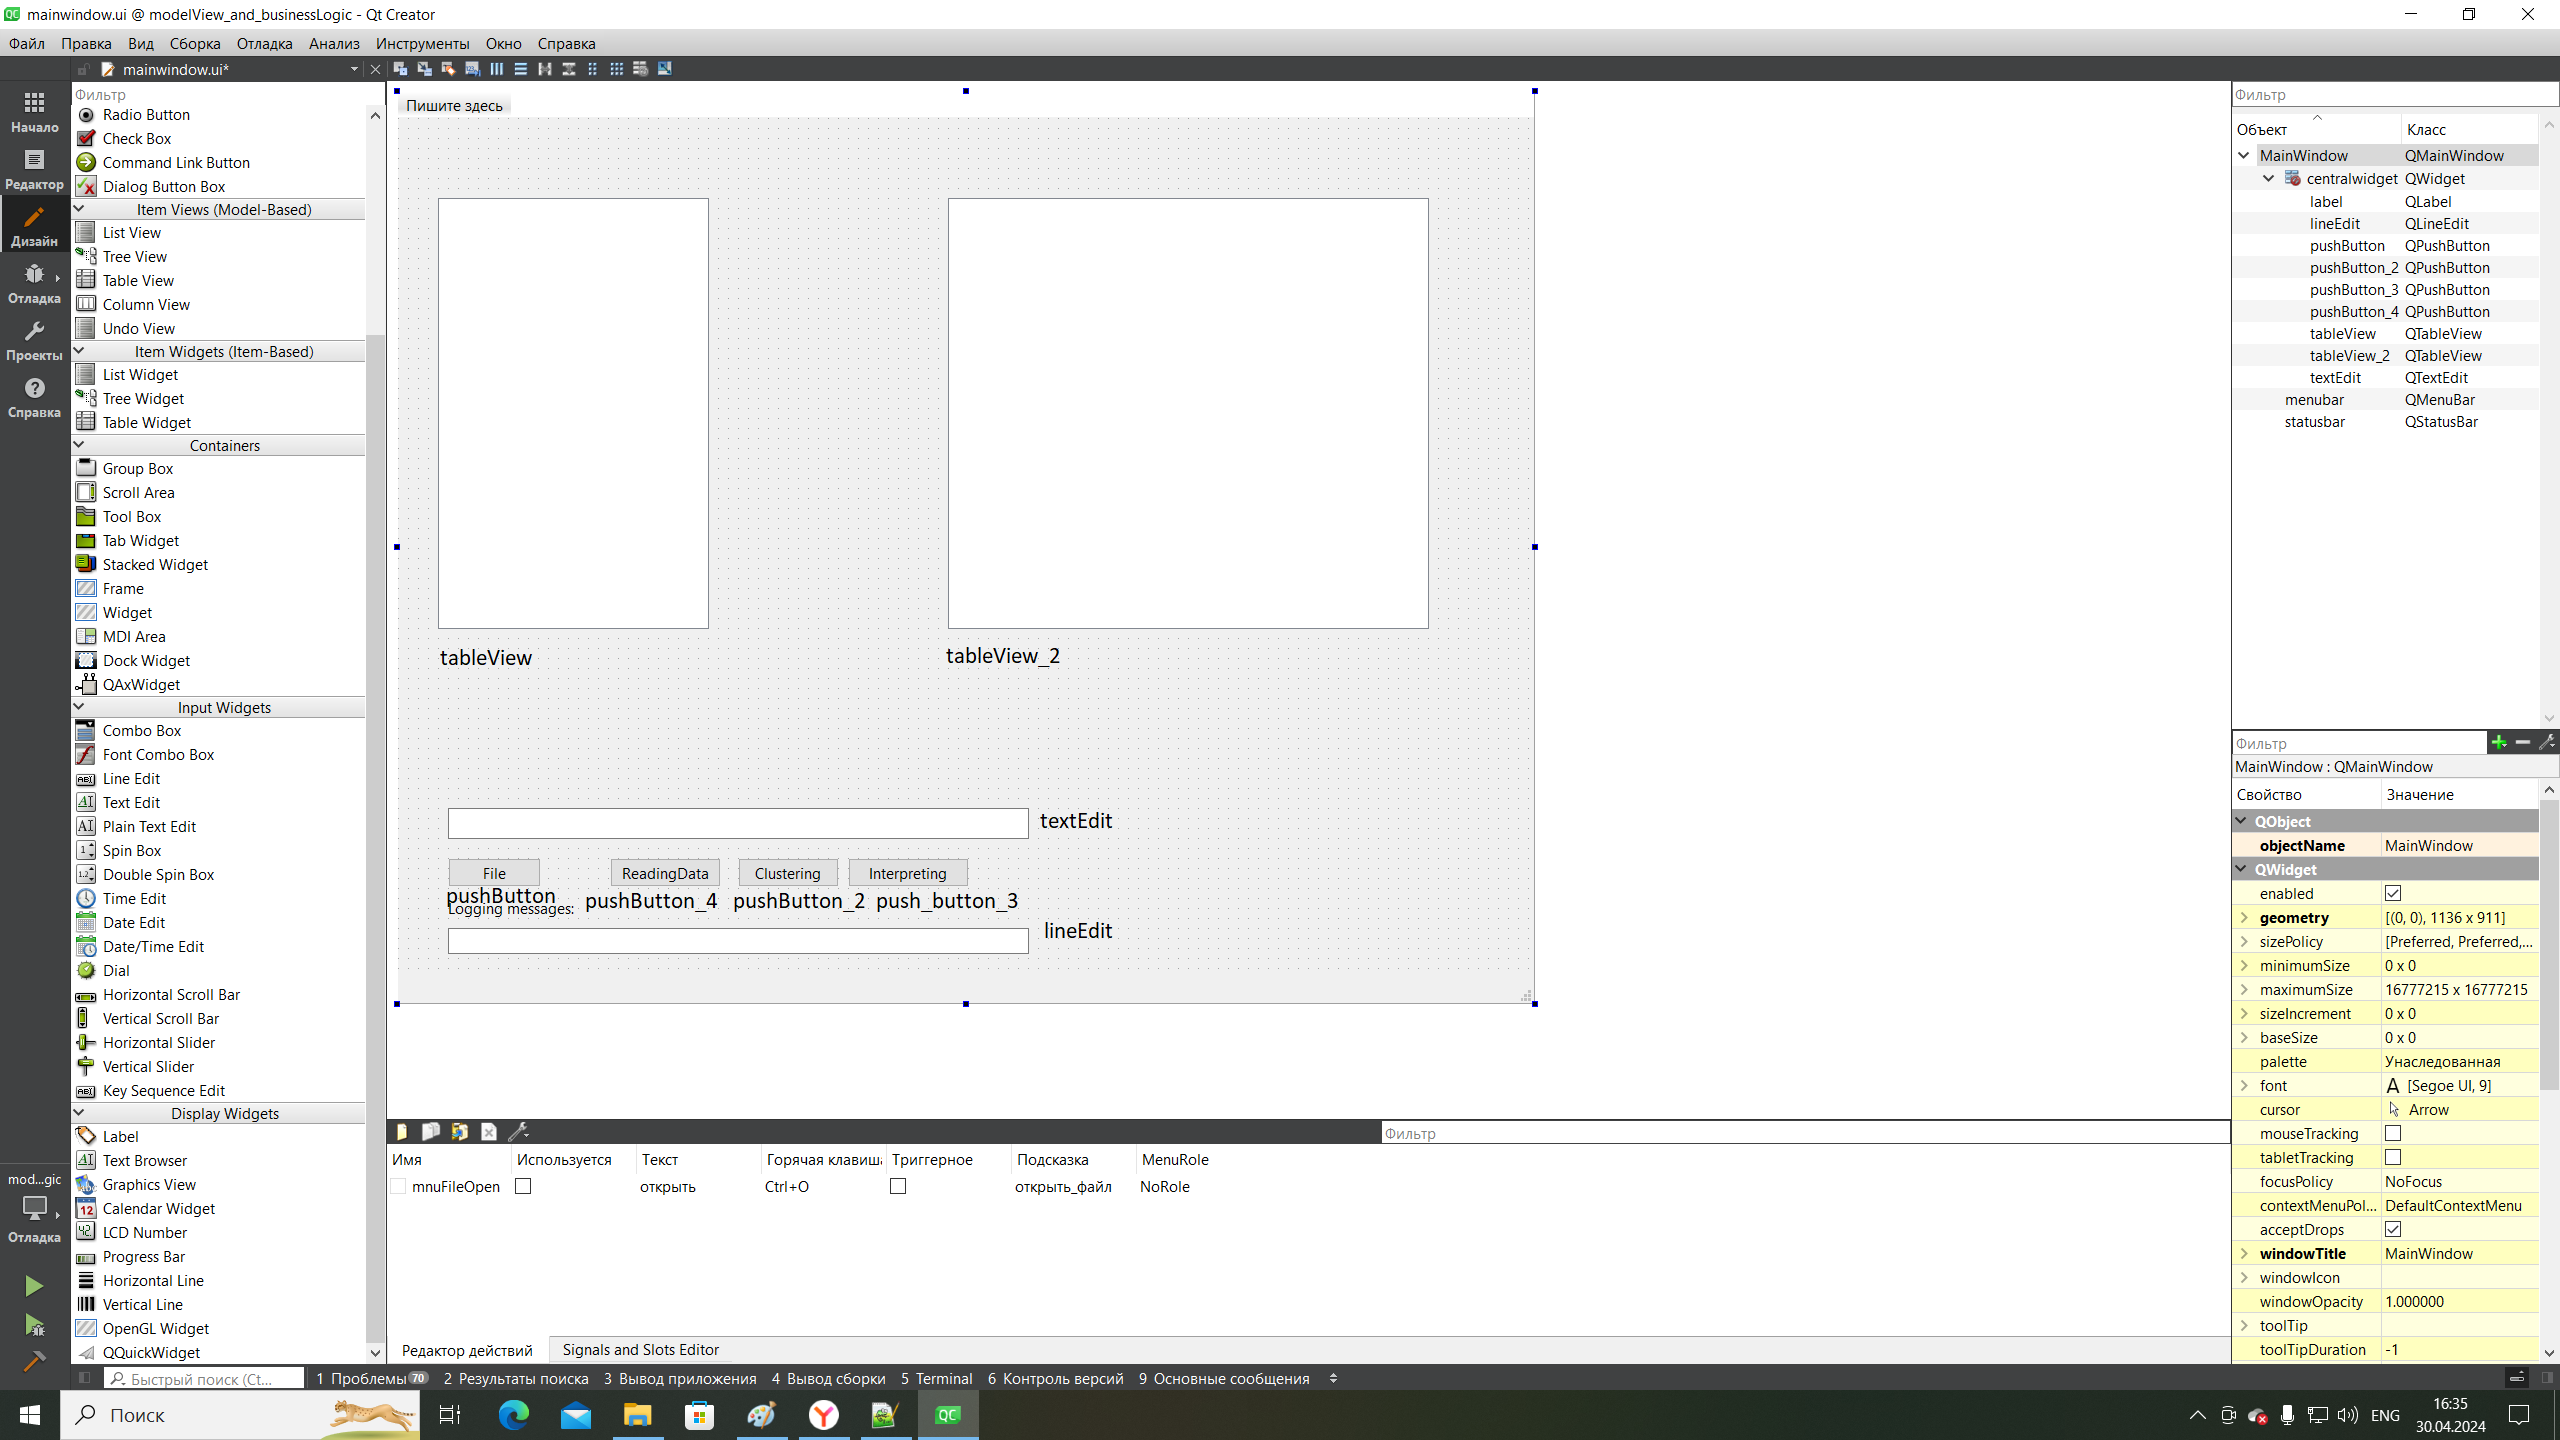 mainwindow.ui @ modelView_and_businessLogic - Qt Creator
Файл Правка Вид Сборка Отладка Анализ Инструменты Окно Справка
mainwindow.ui*
Начало
Редактор
Дизайн
Отладка
Проекты
Справка
mod...gic
Отладка
Фильтр
Radio Button
Check Box
Command Link Button
Dialog Button Box
Item Views (Model-Based)
List View
Tree View
Table View
Column View
Undo View
Item Widgets (Item-Based)
List Widget
Tree Widget
Table Widget
Containers
Group Box
Scroll Area
Tool Box
Tab Widget
Stacked Widget
Frame
Widget
MDI Area
Dock Widget
QAxWidget
Input Widgets
Combo Box
Font Combo Box
Line Edit
Text Edit
Plain Text Edit
Spin Box
Double Spin Box
Time Edit
Date Edit
Date/Time Edit
Dial
Horizontal Scroll Bar
Vertical Scroll Bar
Horizontal Slider
Vertical Slider
Key Sequence Edit
Display Widgets
Label
Text Browser
Graphics View
Calendar Widget
LCD Number
Progress Bar
Horizontal Line
Vertical Line
OpenGL Widget
QQuickWidget
Пишите здесь
tableView
tableView_2
textEdit
File ReadingData Clustering Interpreting
pushButton pushButton_4 pushButton_2 push_button_3
Logging messages:
lineEdit
Фильтр
Имя Используется Текст Горячая клавиша Триггерное Подсказка MenuRole
mnuFileOpen открыть Ctrl+O открыть_файл NoRole
Редактор действий Signals and Slots Editor
Фильтр
Объект Класс
MainWindow QMainWindow
centralwidget QWidget
label QLabel
lineEdit QLineEdit
pushButton QPushButton
pushButton_2 QPushButton
pushButton_3 QPushButton
pushButton_4 QPushButton
tableView QTableView
tableView_2 QTableView
textEdit QTextEdit
menubar QMenuBar
statusbar QStatusBar
Фильтр
MainWindow : QMainWindow
Свойство Значение
QObject
objectName MainWindow
QWidget
enabled
geometry [(0, 0), 1136 x 911]
sizePolicy [Preferred, Preferred,...
minimumSize 0 x 0
maximumSize 16777215 x 16777215
sizeIncrement 0 x 0
baseSize 0 x 0
palette Унаследованная
font A [Segoe UI, 9]
cursor Arrow
mouseTracking
tabletTracking
focusPolicy NoFocus
contextMenuPol... DefaultContextMenu
acceptDrops
windowTitle MainWindow
windowIcon
windowOpacity 1.000000
toolTip
toolTipDuration -1
Быстрый поиск (Ct... 1 Проблемы 70 2 Результаты поиска 3 Вывод приложения 4 Вывод сборки 5 Terminal 6 Контроль версий 9 Основные сообщения
Поиск
QC
ENG
16:35
30.04.2024